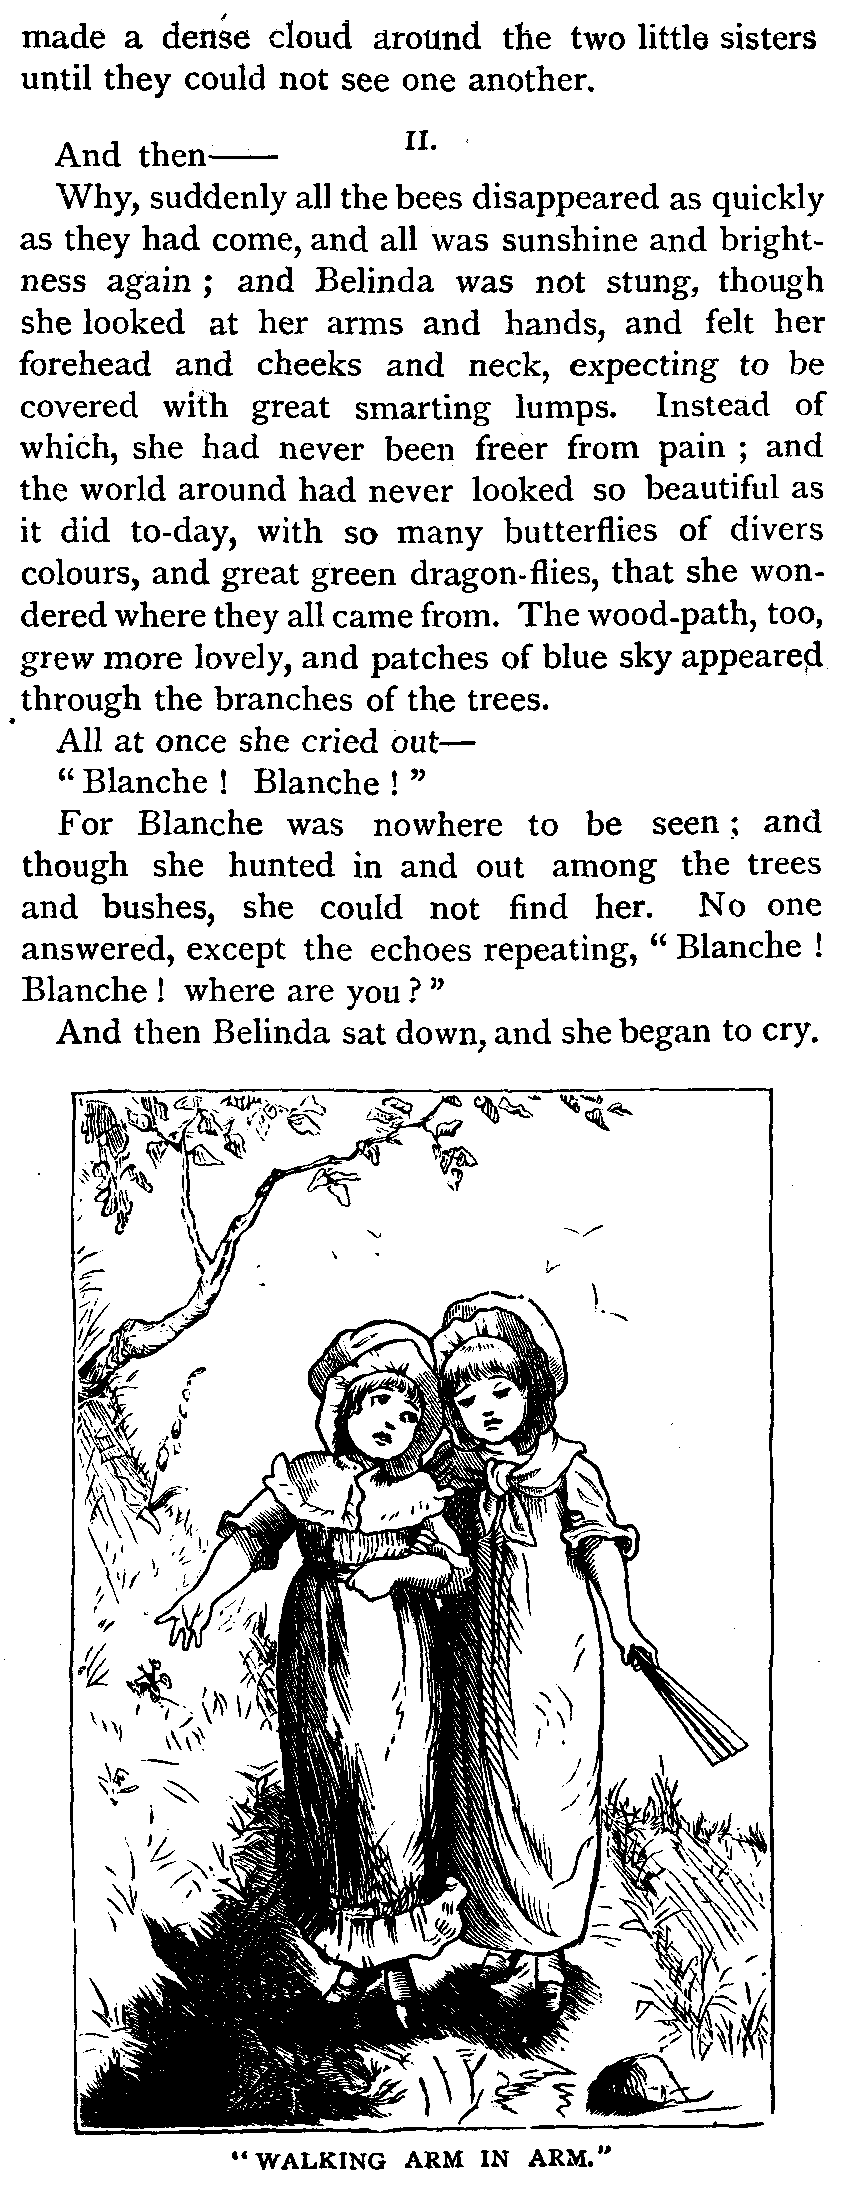 made a dense cloud around the two little sisters
until they could not see one another.
II.
And then——
Why, suddenly all the bees disappeared as quickly
as they had come, and all was sunshine and bright-
ness again ; and Belinda was not stung, though
she looked at her arms and hands, and felt her
forehead and cheeks and neck, expecting to be
covered with great smarting lumps. Instead of
which, she had never been freer from pain ; and
the world around had never looked so beautiful as
it did to-day, with so many butterflies of divers
colours, and great green dragon-flies, that she won-
dered where they all came from. The wood-path, too,
grew more lovely, and patches of blue sky appeared
through the branches of the trees.
All at once she cried out—
“ Blanche ! Blanche ! ”
For Blanche was nowhere to be seen ; and
though she hunted in and out among the trees
and bushes, she could not find her. No one
answered, except the echoes repeating, “ Blanche !
Blanche ! where are you ? ”
And then Belinda sat down, and she began to cry.
“ WALKING ARM IN ARM.”